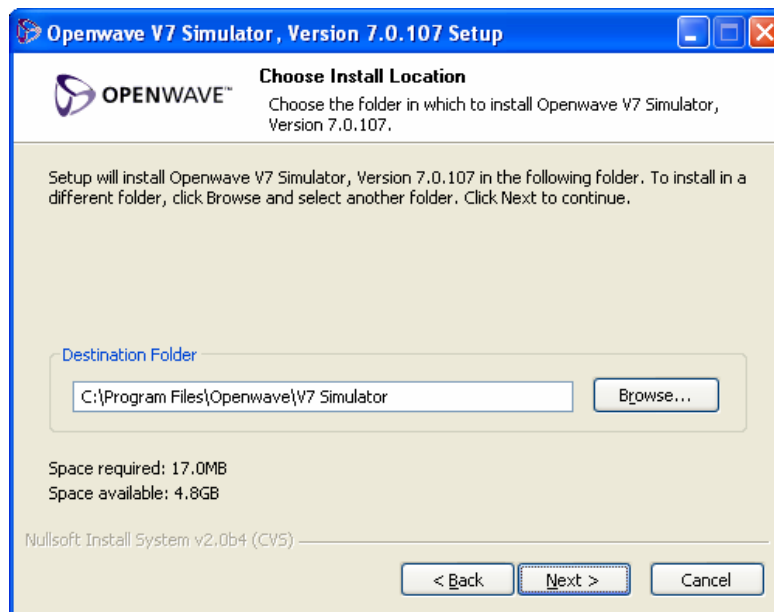 Openwave V7 Simulator, Version 7.0.107 Setup
OPENWAVE™
Choose Install Location
Choose the folder in which to install Openwave V7 Simulator,
Version 7.0.107.
Setup will install Openwave V7 Simulator, Version 7.0.107 in the following folder. To install in a
different folder, click Browse and select another folder. Click Next to continue.
Destination Folder
C:\Program Files\Openwave\V7 Simulator
Browse...
Space required: 17.0MB
Space available: 4.8GB
Nullsoft Install System v2.0b4 (CVS)
< Back
Next >
Cancel